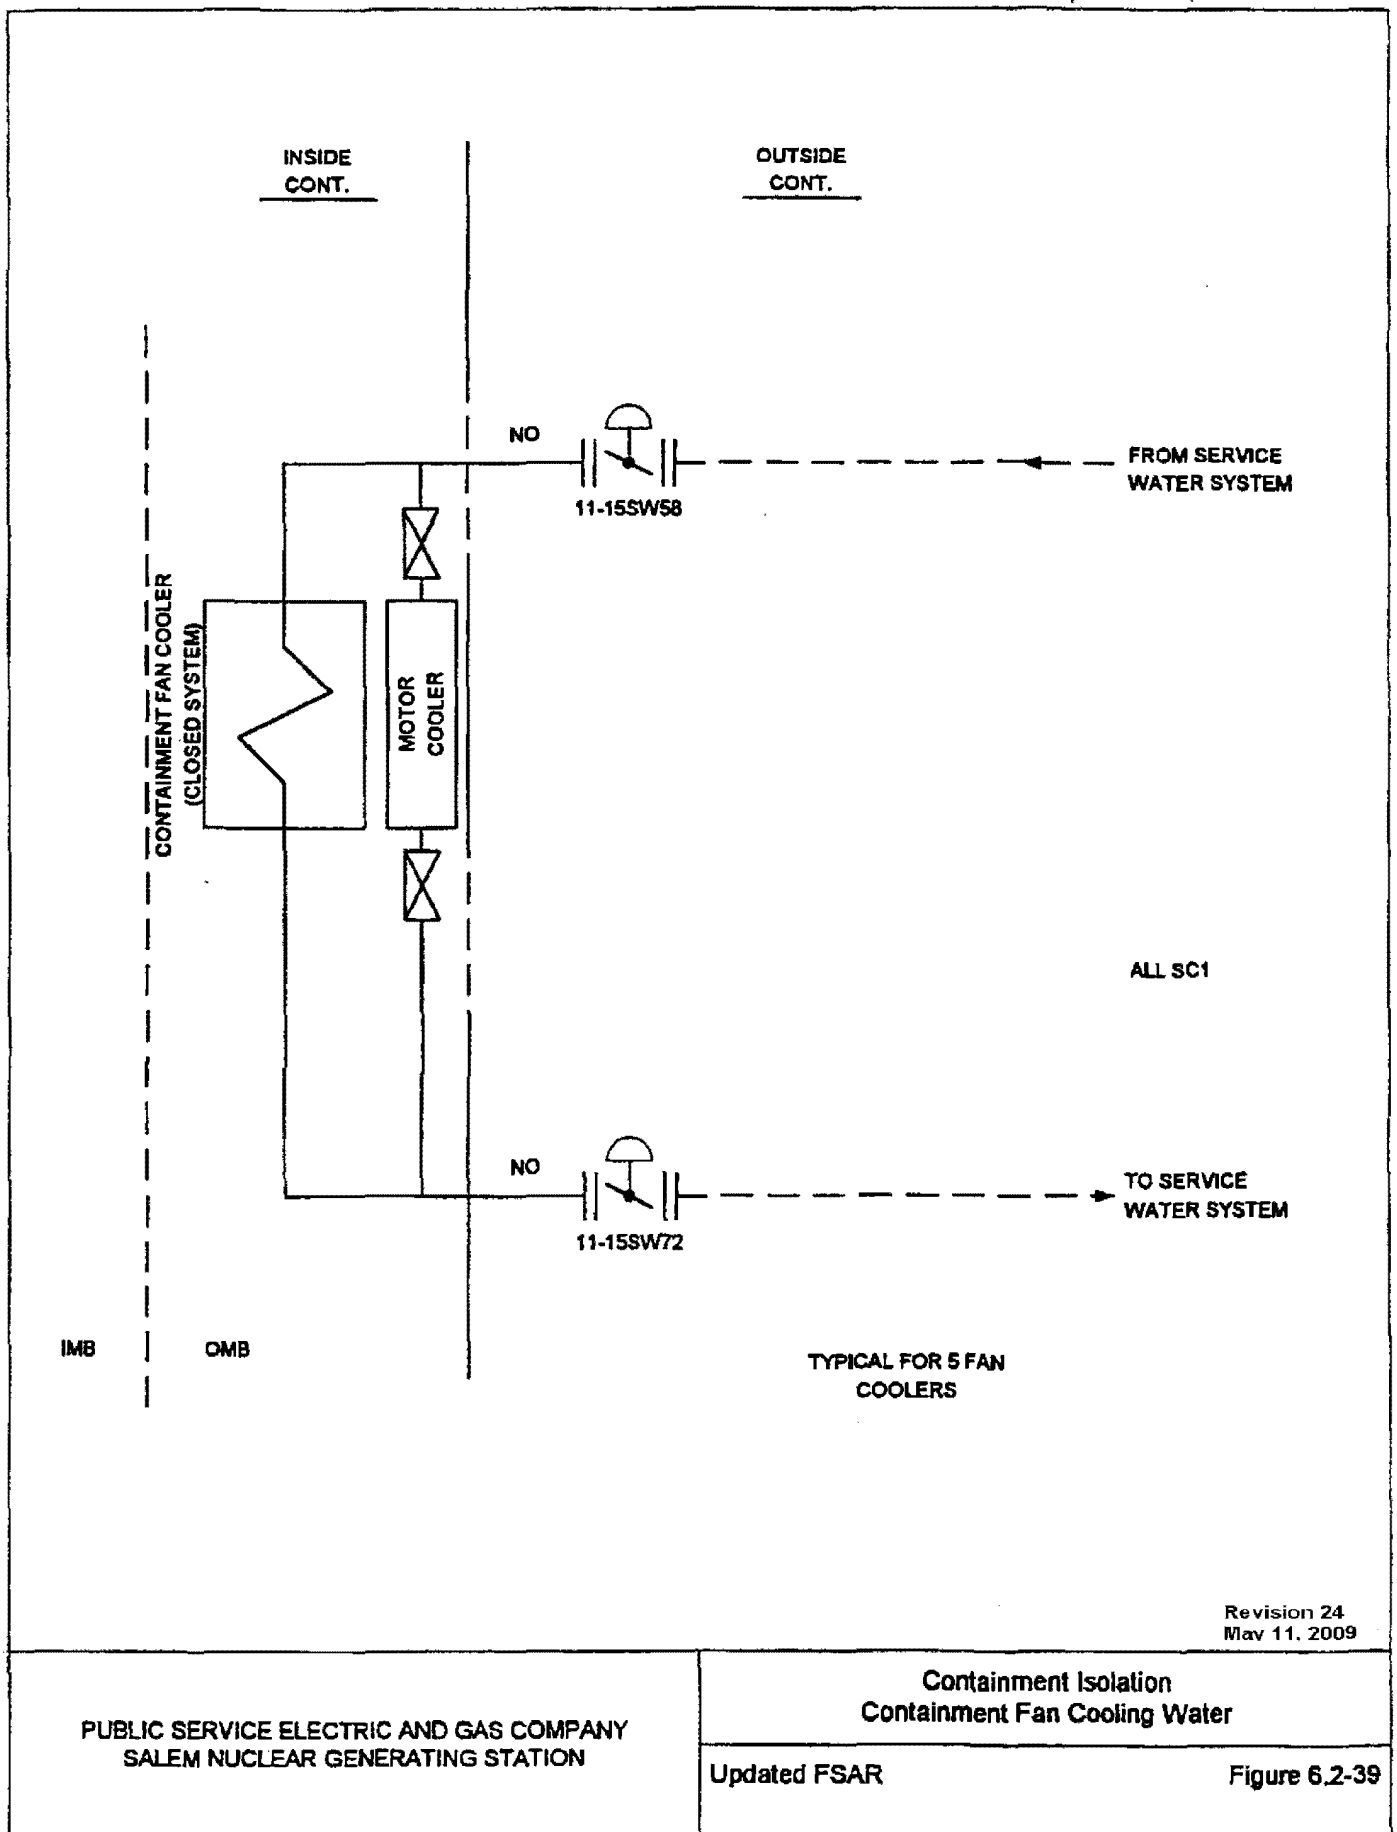 INSIDE
CONT.
OUTSIDE
CONT.
NO
11-15SW58
FROM SERVICE
WATER SYSTEM
CONTAINMENT FAN COOLER
(CLOSED SYSTEM)
MOTOR
COOLER
ALL SC1
NO
11-15SW72
TO SERVICE
WATER SYSTEM
IMB
OMB
TYPICAL FOR 5 FAN
COOLERS
Revision 24
May 11, 2009
PUBLIC SERVICE ELECTRIC AND GAS COMPANY
SALEM NUCLEAR GENERATING STATION
Containment Isolation
Containment Fan Cooling Water
Updated FSAR
Figure 6.2-39